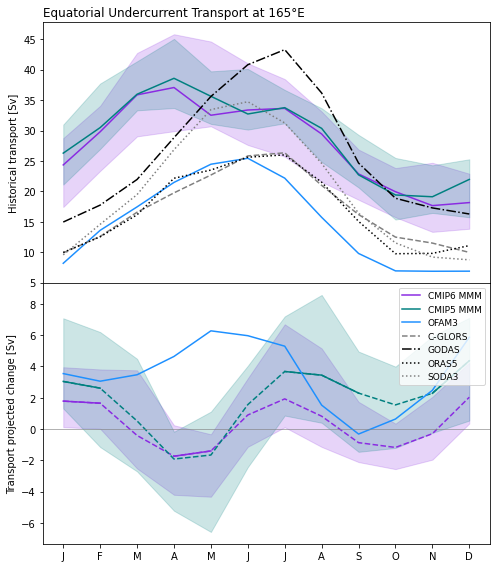 Equatorial Undercurrent Transport at 165°E
Historical transport [Sv]
45
40
35
30
25
20
15
10
5
Transport projected change [Sv]
8
6
4
2
0
−2
−4
−6
CMIP6 MMM
CMIP5 MMM
OFAM3
C-GLORS
GODAS
ORAS5
SODA3
J F M A M J J A S O N D